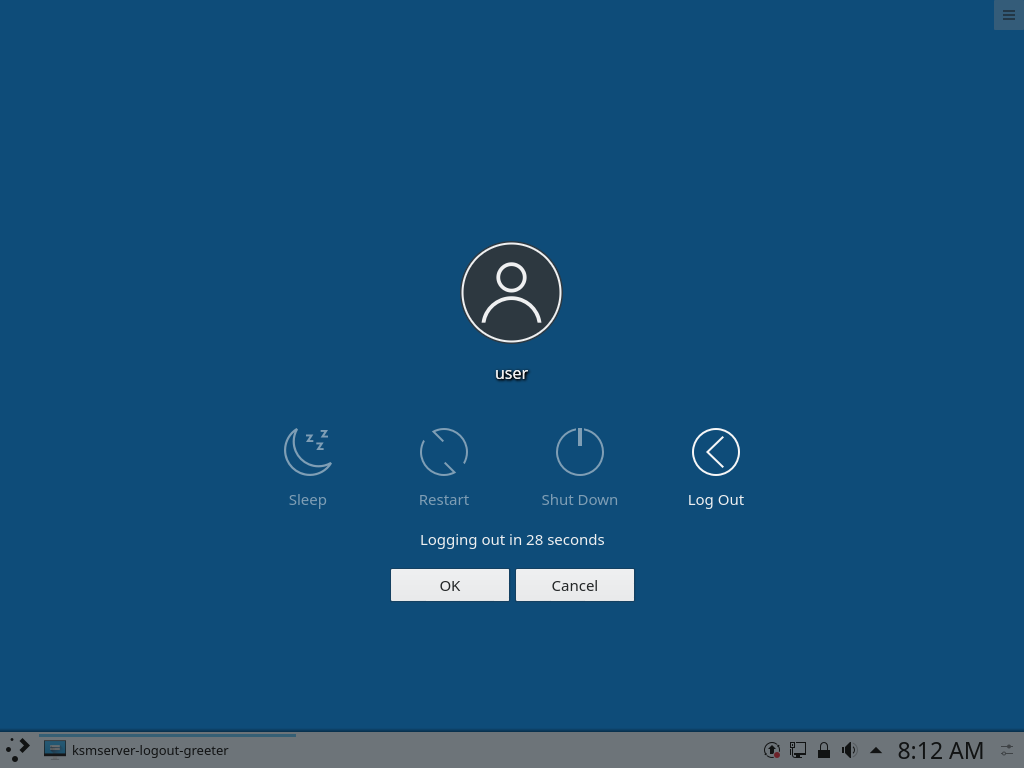 user
Sleep
Restart
Shut Down
Log Out
Logging out in 28 seconds
OK
Cancel
ksmserver-logout-greeter
8:12 AM